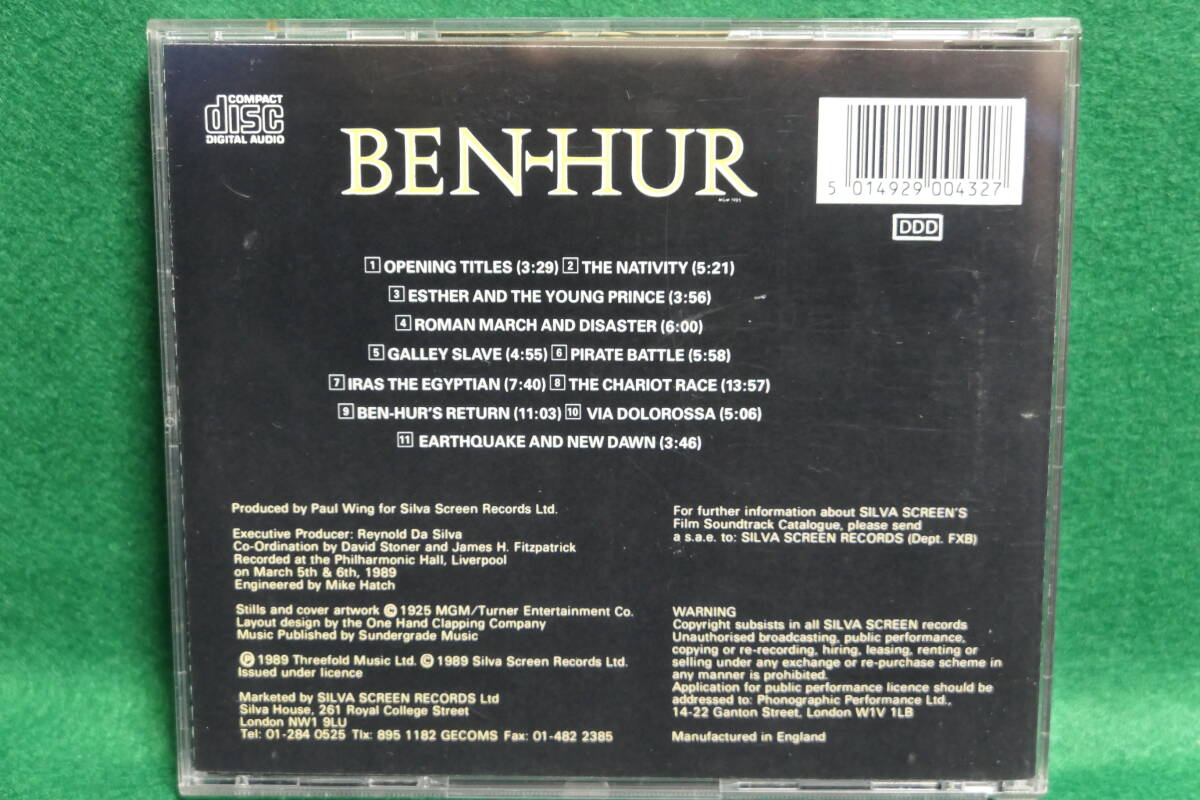 COMPACT
disc
DIGITAL AUDIO
BEN-HUR
MGM 1925
5 014929 004327
DDD
1 OPENING TITLES (3:29) 2 THE NATIVITY (5:21)
3 ESTHER AND THE YOUNG PRINCE (3:56)
4 ROMAN MARCH AND DISASTER (6:00)
5 GALLEY SLAVE (4:55) 6 PIRATE BATTLE (5:58)
7 IRAS THE EGYPTIAN (7:40) 8 THE CHARIOT RACE (13:57)
9 BEN-HUR'S RETURN (11:03) 10 VIA DOLOROSSA (5:06)
11 EARTHQUAKE AND NEW DAWN (3:46)
Produced by Paul Wing for Silva Screen Records Ltd.
Executive Producer: Reynold Da Silva
Co-Ordination by David Stoner and James H. Fitzpatrick
Recorded at the Philharmonic Hall, Liverpool
on March 5th & 6th, 1989
Engineered by Mike Hatch
Stills and cover artwork © 1925 MGM/Turner Entertainment Co.
Layout design by the One Hand Clapping Company
Music Published by Sundergrade Music
℗ 1989 Threefold Music Ltd. © 1989 Silva Screen Records Ltd.
Issued under licence
Marketed by SILVA SCREEN RECORDS Ltd
Silva House, 261 Royal College Street
London NW1 9LU
Tel: 01-284 0525 Tlx: 895 1182 GECOMS Fax: 01-482 2385
For further information about SILVA SCREEN'S
Film Soundtrack Catalogue, please send
a s.a.e. to: SILVA SCREEN RECORDS (Dept. FXB)
WARNING
Copyright subsists in all SILVA SCREEN records
Unauthorised broadcasting, public performance,
copying or re-recording, hiring, leasing, renting or
selling under any exchange or re-purchase scheme in
any manner is prohibited.
Application for public performance licence should be
addressed to: Phonographic Performance Ltd.,
14-22 Ganton Street, London W1V 1LB
Manufactured in England